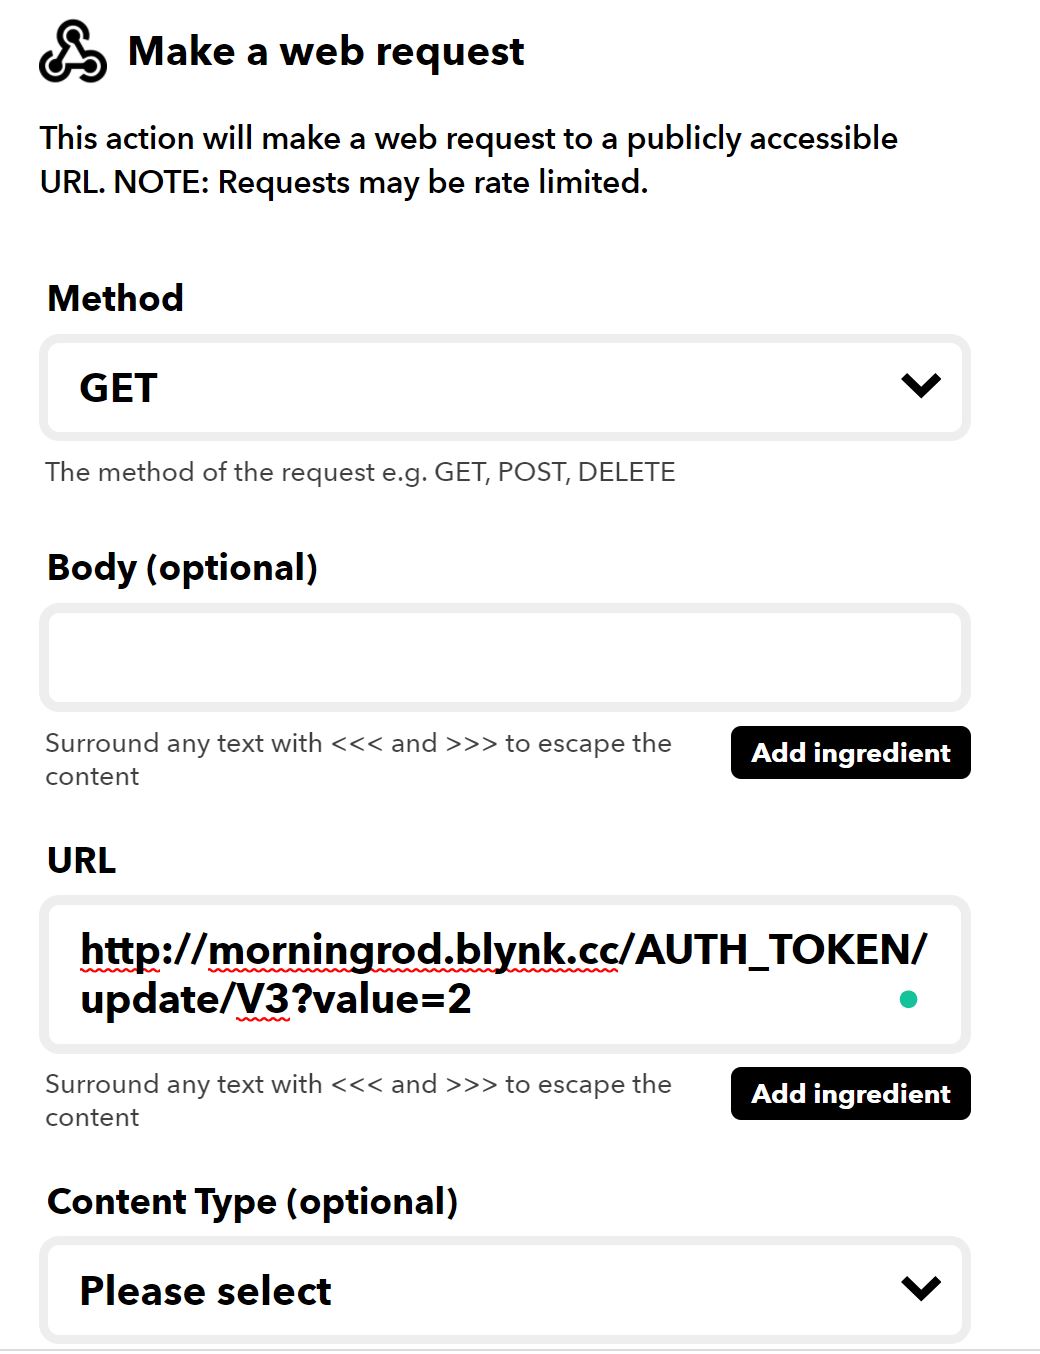 Make a web request
This action will make a web request to a publicly accessible
URL. NOTE: Requests may be rate limited.
Method
GET
The method of the request e.g. GET, POST, DELETE
Body (optional)
Surround any text with <<< and >>> to escape the
content
Add ingredient
URL
http://morningrod.blynk.cc/AUTH_TOKEN/
update/V3?value=2
Surround any text with <<< and >>> to escape the
content
Add ingredient
Content Type (optional)
Please select